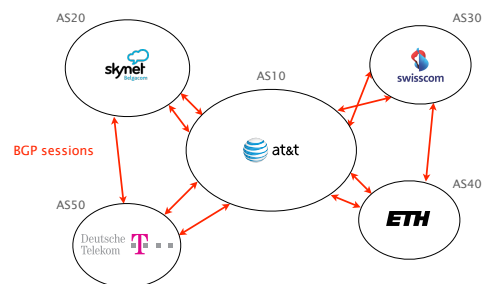 AS20
AS30
skynet
Belgacom
AS10
swisscom
at&t
BGP sessions
AS50
AS40
Deutsche
Telekom
T
ETH